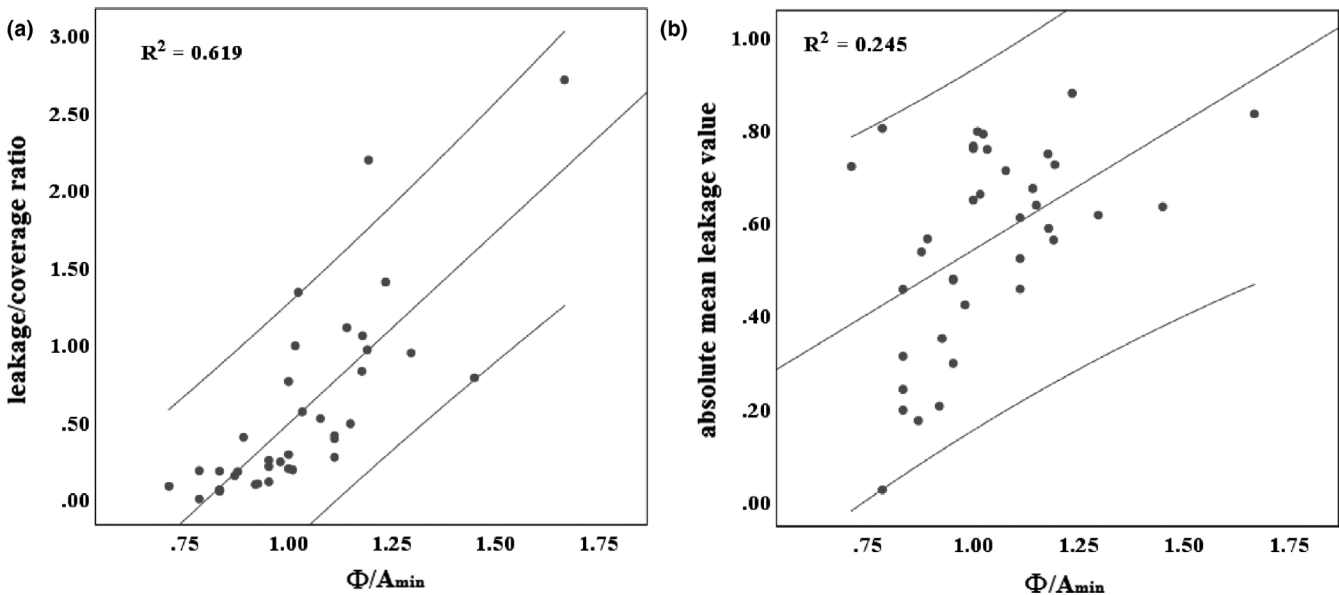 (a)
R² = 0.619
leakage/coverage ratio
3.00
2.50
2.00
1.50
1.00
.50
.00
.75 1.00 1.25 1.50 1.75
Φ/Amin
(b)
R² = 0.245
absolute mean leakage value
1.00
.80
.60
.40
.20
.00
.75 1.00 1.25 1.50 1.75
Φ/Amin